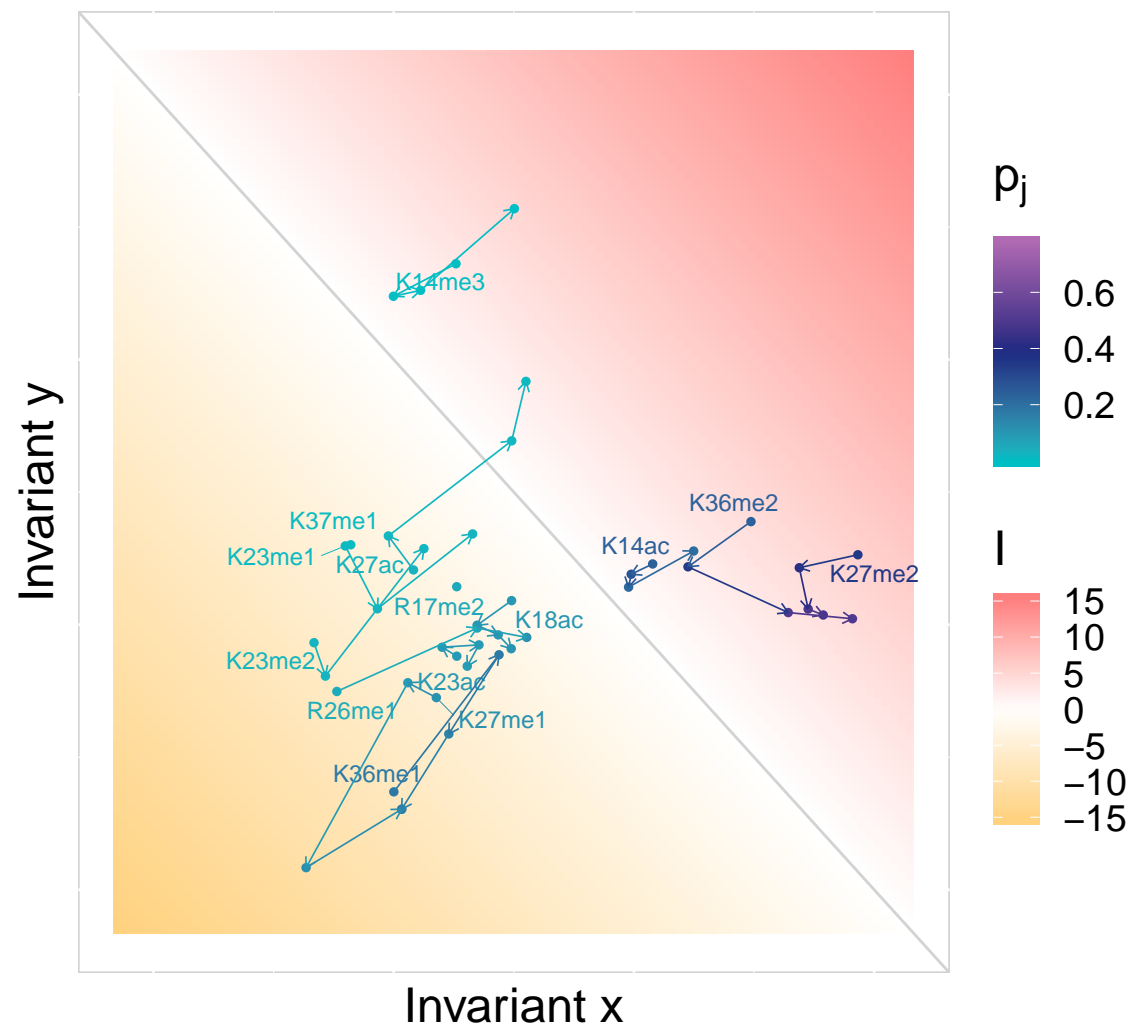 K14me3
K36me2
K37me1
K14ac
K23me1
K27ac
K27me2
R17me2
K18ac
K23me2
K23ac
R26me1
K27me1
K36me1
Invariant x
Invariant y
pj
0.6
0.4
0.2
I
15
10
5
0
−5
−10
−15